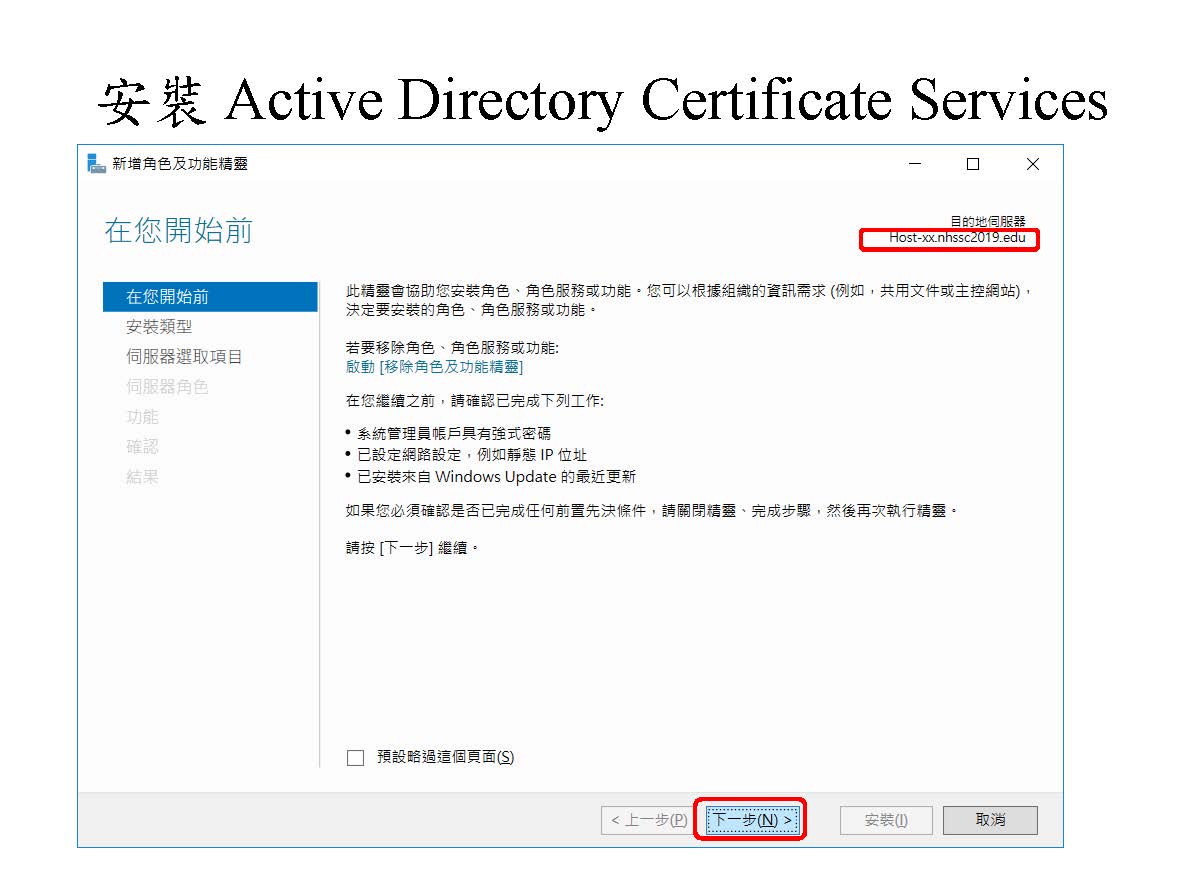 安裝 Active Directory Certificate Services
新增角色及功能精靈
在您開始前
目的地伺服器
Host-xx.nhssc2019.edu
在您開始前
安裝類型
伺服器選取項目
伺服器角色
功能
確認
結果
此精靈會協助您安裝角色、角色服務或功能。您可以根據組織的資訊需求 (例如，共用文件或主控網站)，
決定要安裝的角色、角色服務或功能。
若要移除角色、角色服務或功能:
啟動 [移除角色及功能精靈]
在您繼續之前，請確認已完成下列工作:
• 系統管理員帳戶具有強式密碼
• 已設定網路設定，例如靜態 IP 位址
• 已安裝來自 Windows Update 的最近更新
如果您必須確認是否已完成任何前置先決條件，請關閉精靈、完成步驟，然後再次執行精靈。
請按 [下一步] 繼續。
預設略過這個頁面(S)
< 上一步(P) 下一步(N) > 安裝(I) 取消